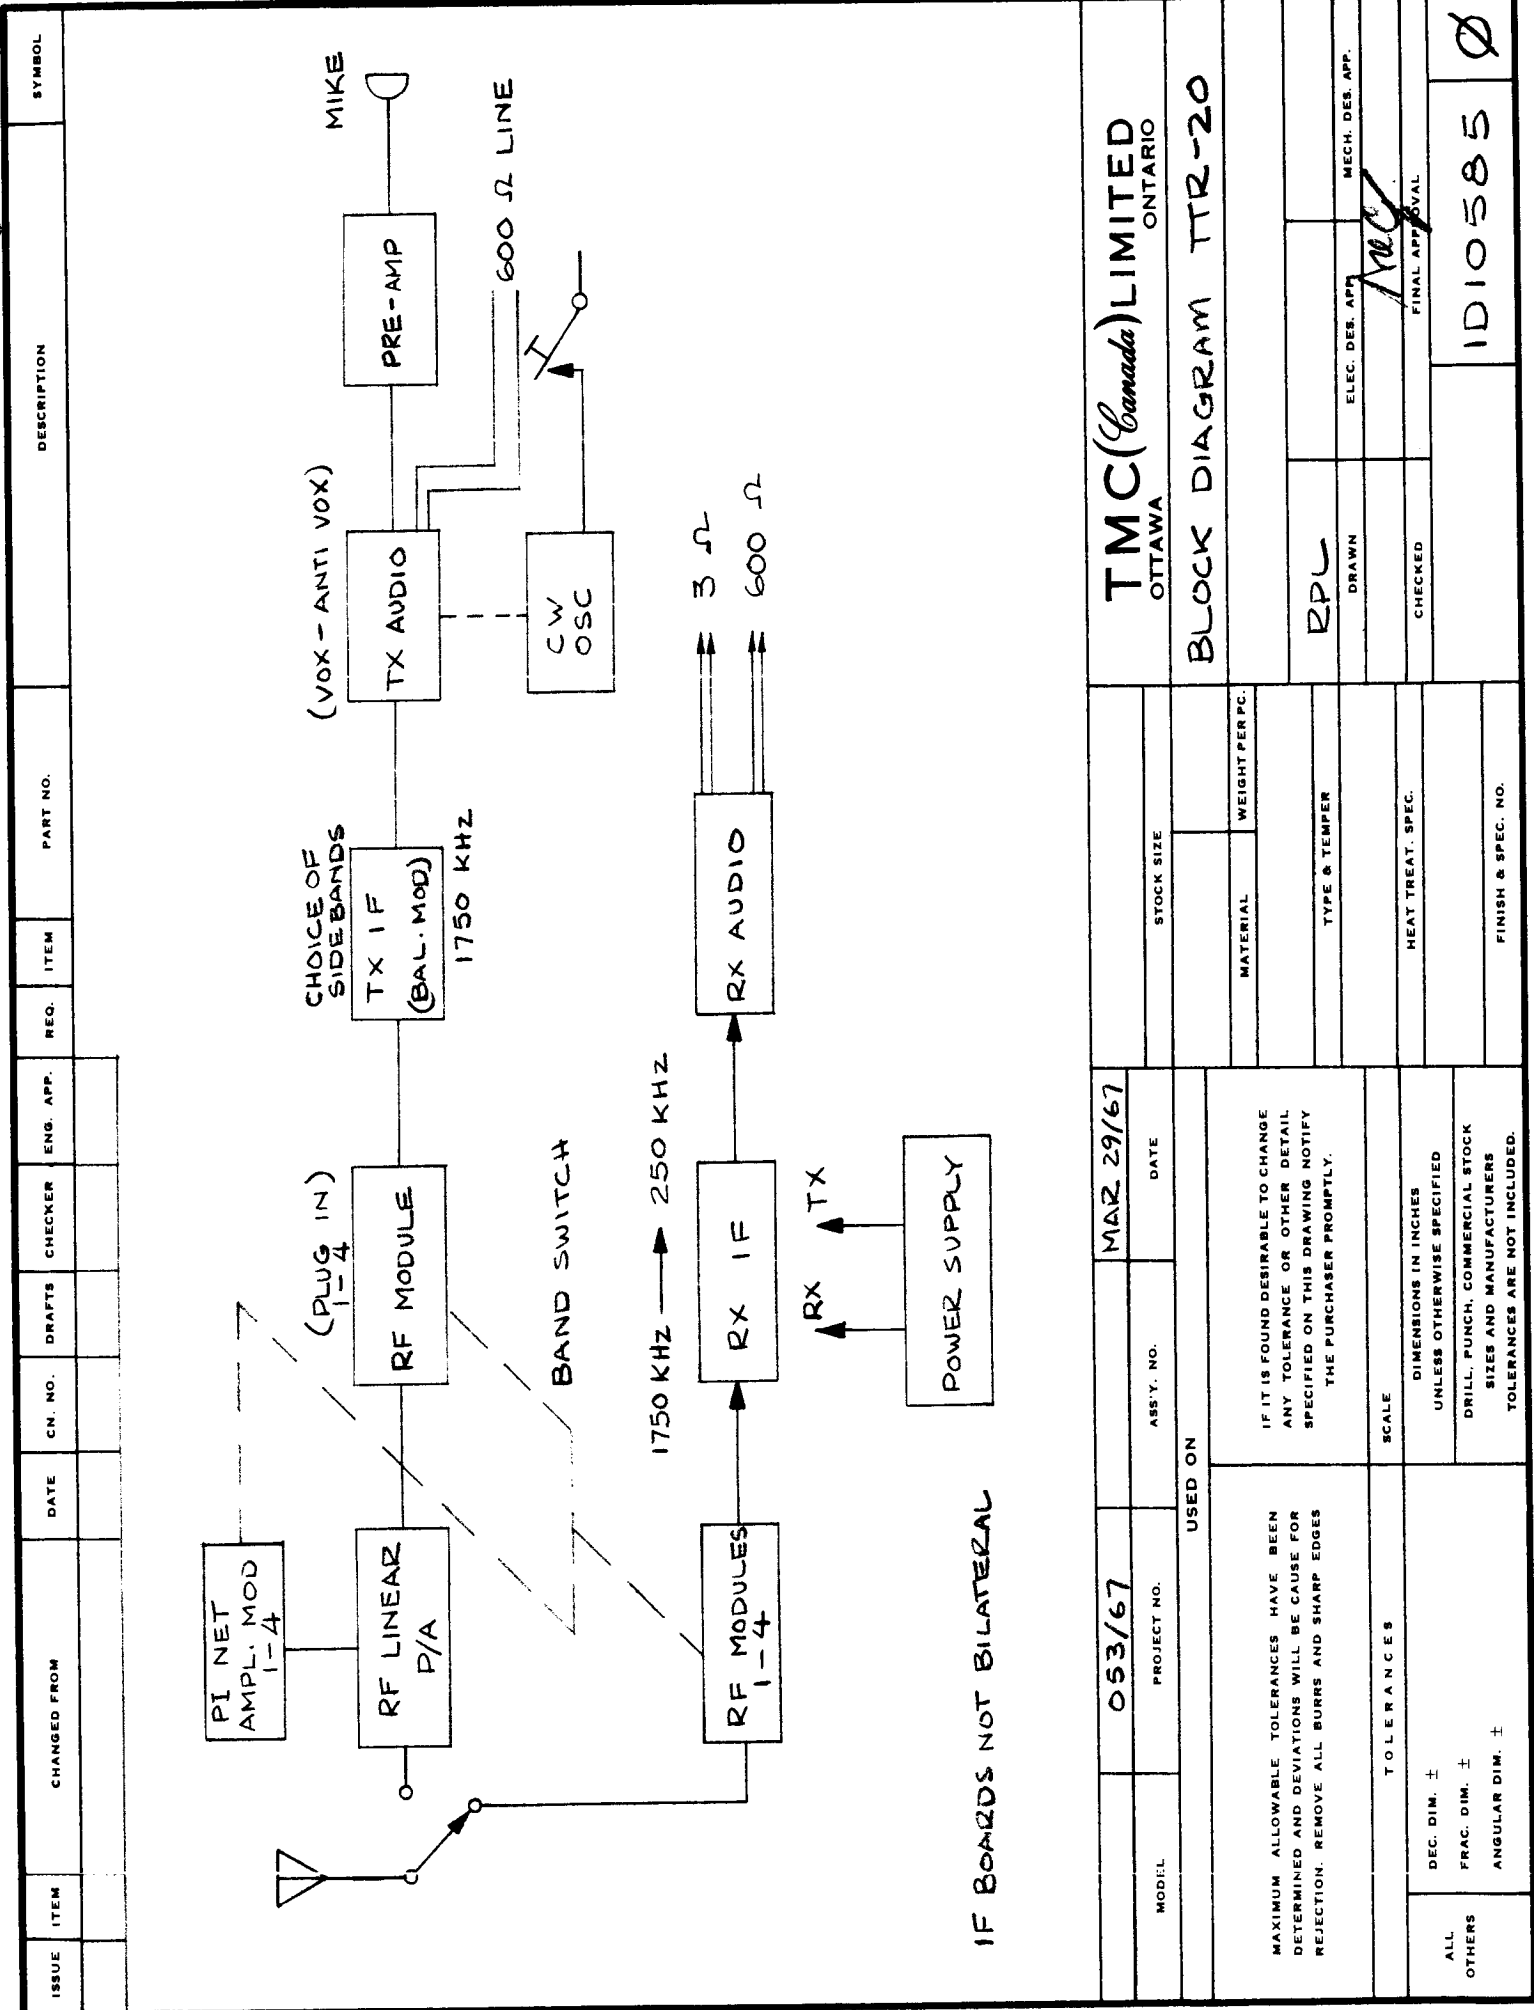 ISSUE
ITEM
CHANGED FROM
DATE
CN. NO.
DRAFTS
CHECKER
ENG. APP.
REQ.
ITEM
PART NO.
DESCRIPTION
SYMBOL
PI NET
AMPL. MOD
1-4
RF LINEAR
P/A
(PLUG IN)
1-4
RF MODULE
CHOICE OF
SIDEBANDS
TX IF
(BAL. MOD)
1750 KHz
(VOX - ANTI VOX)
TX AUDIO
PRE-AMP
MIKE
600 Ω LINE
CW
OSC
BAND SWITCH
1750 KHz → 250 KHz
RF MODULES
1-4
RX IF
RX AUDIO
3 Ω
600 Ω
RX TX
POWER SUPPLY
IF BOARDS NOT BILATERAL
053/67
MAR 29/67
MODEL
PROJECT NO.
ASS'Y. NO.
DATE
USED ON
MAXIMUM ALLOWABLE TOLERANCES HAVE BEEN
DETERMINED AND DEVIATIONS WILL BE CAUSE FOR
REJECTION. REMOVE ALL BURRS AND SHARP EDGES
IF IT IS FOUND DESIRABLE TO CHANGE
ANY TOLERANCE OR OTHER DETAIL
SPECIFIED ON THIS DRAWING NOTIFY
THE PURCHASER PROMPTLY.
TOLERANCES
SCALE
ALL
OTHERS
DEC. DIM. ±
FRAC. DIM. ±
ANGULAR DIM. ±
DIMENSIONS IN INCHES
UNLESS OTHERWISE SPECIFIED
DRILL, PUNCH, COMMERCIAL STOCK
SIZES AND MANUFACTURERS
TOLERANCES ARE NOT INCLUDED.
STOCK SIZE
MATERIAL
WEIGHT PER PC.
TYPE & TEMPER
HEAT TREAT. SPEC.
FINISH & SPEC. NO.
TMC (Canada) LIMITED
OTTAWA ONTARIO
BLOCK DIAGRAM TTR-20
RPL
DRAWN
ELEC. DES. APP.
MECH. DES. APP.
CHECKED
FINAL APPROVAL
ID10585
Ø